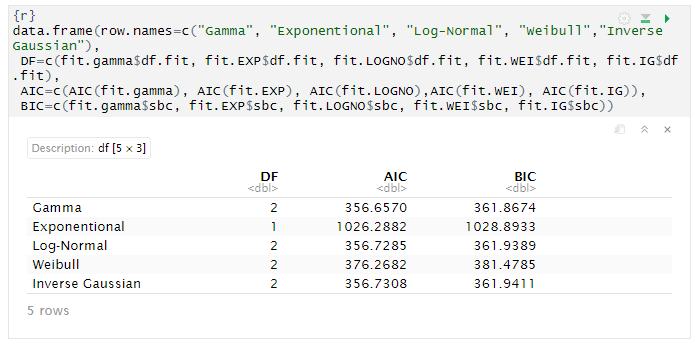 {r}
data.frame(row.names=c("Gamma", "Exponential", "Log-Normal", "Weibull","Inverse
Gaussian"),
DF=c(fit.gamma$df.fit, fit.EXP$df.fit, fit.LOGNO$df.fit, fit.WEI$df.fit, fit.IG$df
.fit),
AIC=c(AIC(fit.gamma), AIC(fit.EXP), AIC(fit.LOGNO),AIC(fit.WEI), AIC(fit.IG)),
BIC=c(fit.gamma$sbc, fit.EXP$sbc, fit.LOGNO$sbc, fit.WEI$sbc, fit.IG$sbc))
Description: df [5 × 3]
DF AIC BIC
<dbl> <dbl> <dbl>
Gamma 2 356.6570 361.8674
Exponential 1 1026.2882 1028.8933
Log-Normal 2 356.7285 361.9389
Weibull 2 376.2682 381.4785
Inverse Gaussian 2 356.7308 361.9411
5 rows